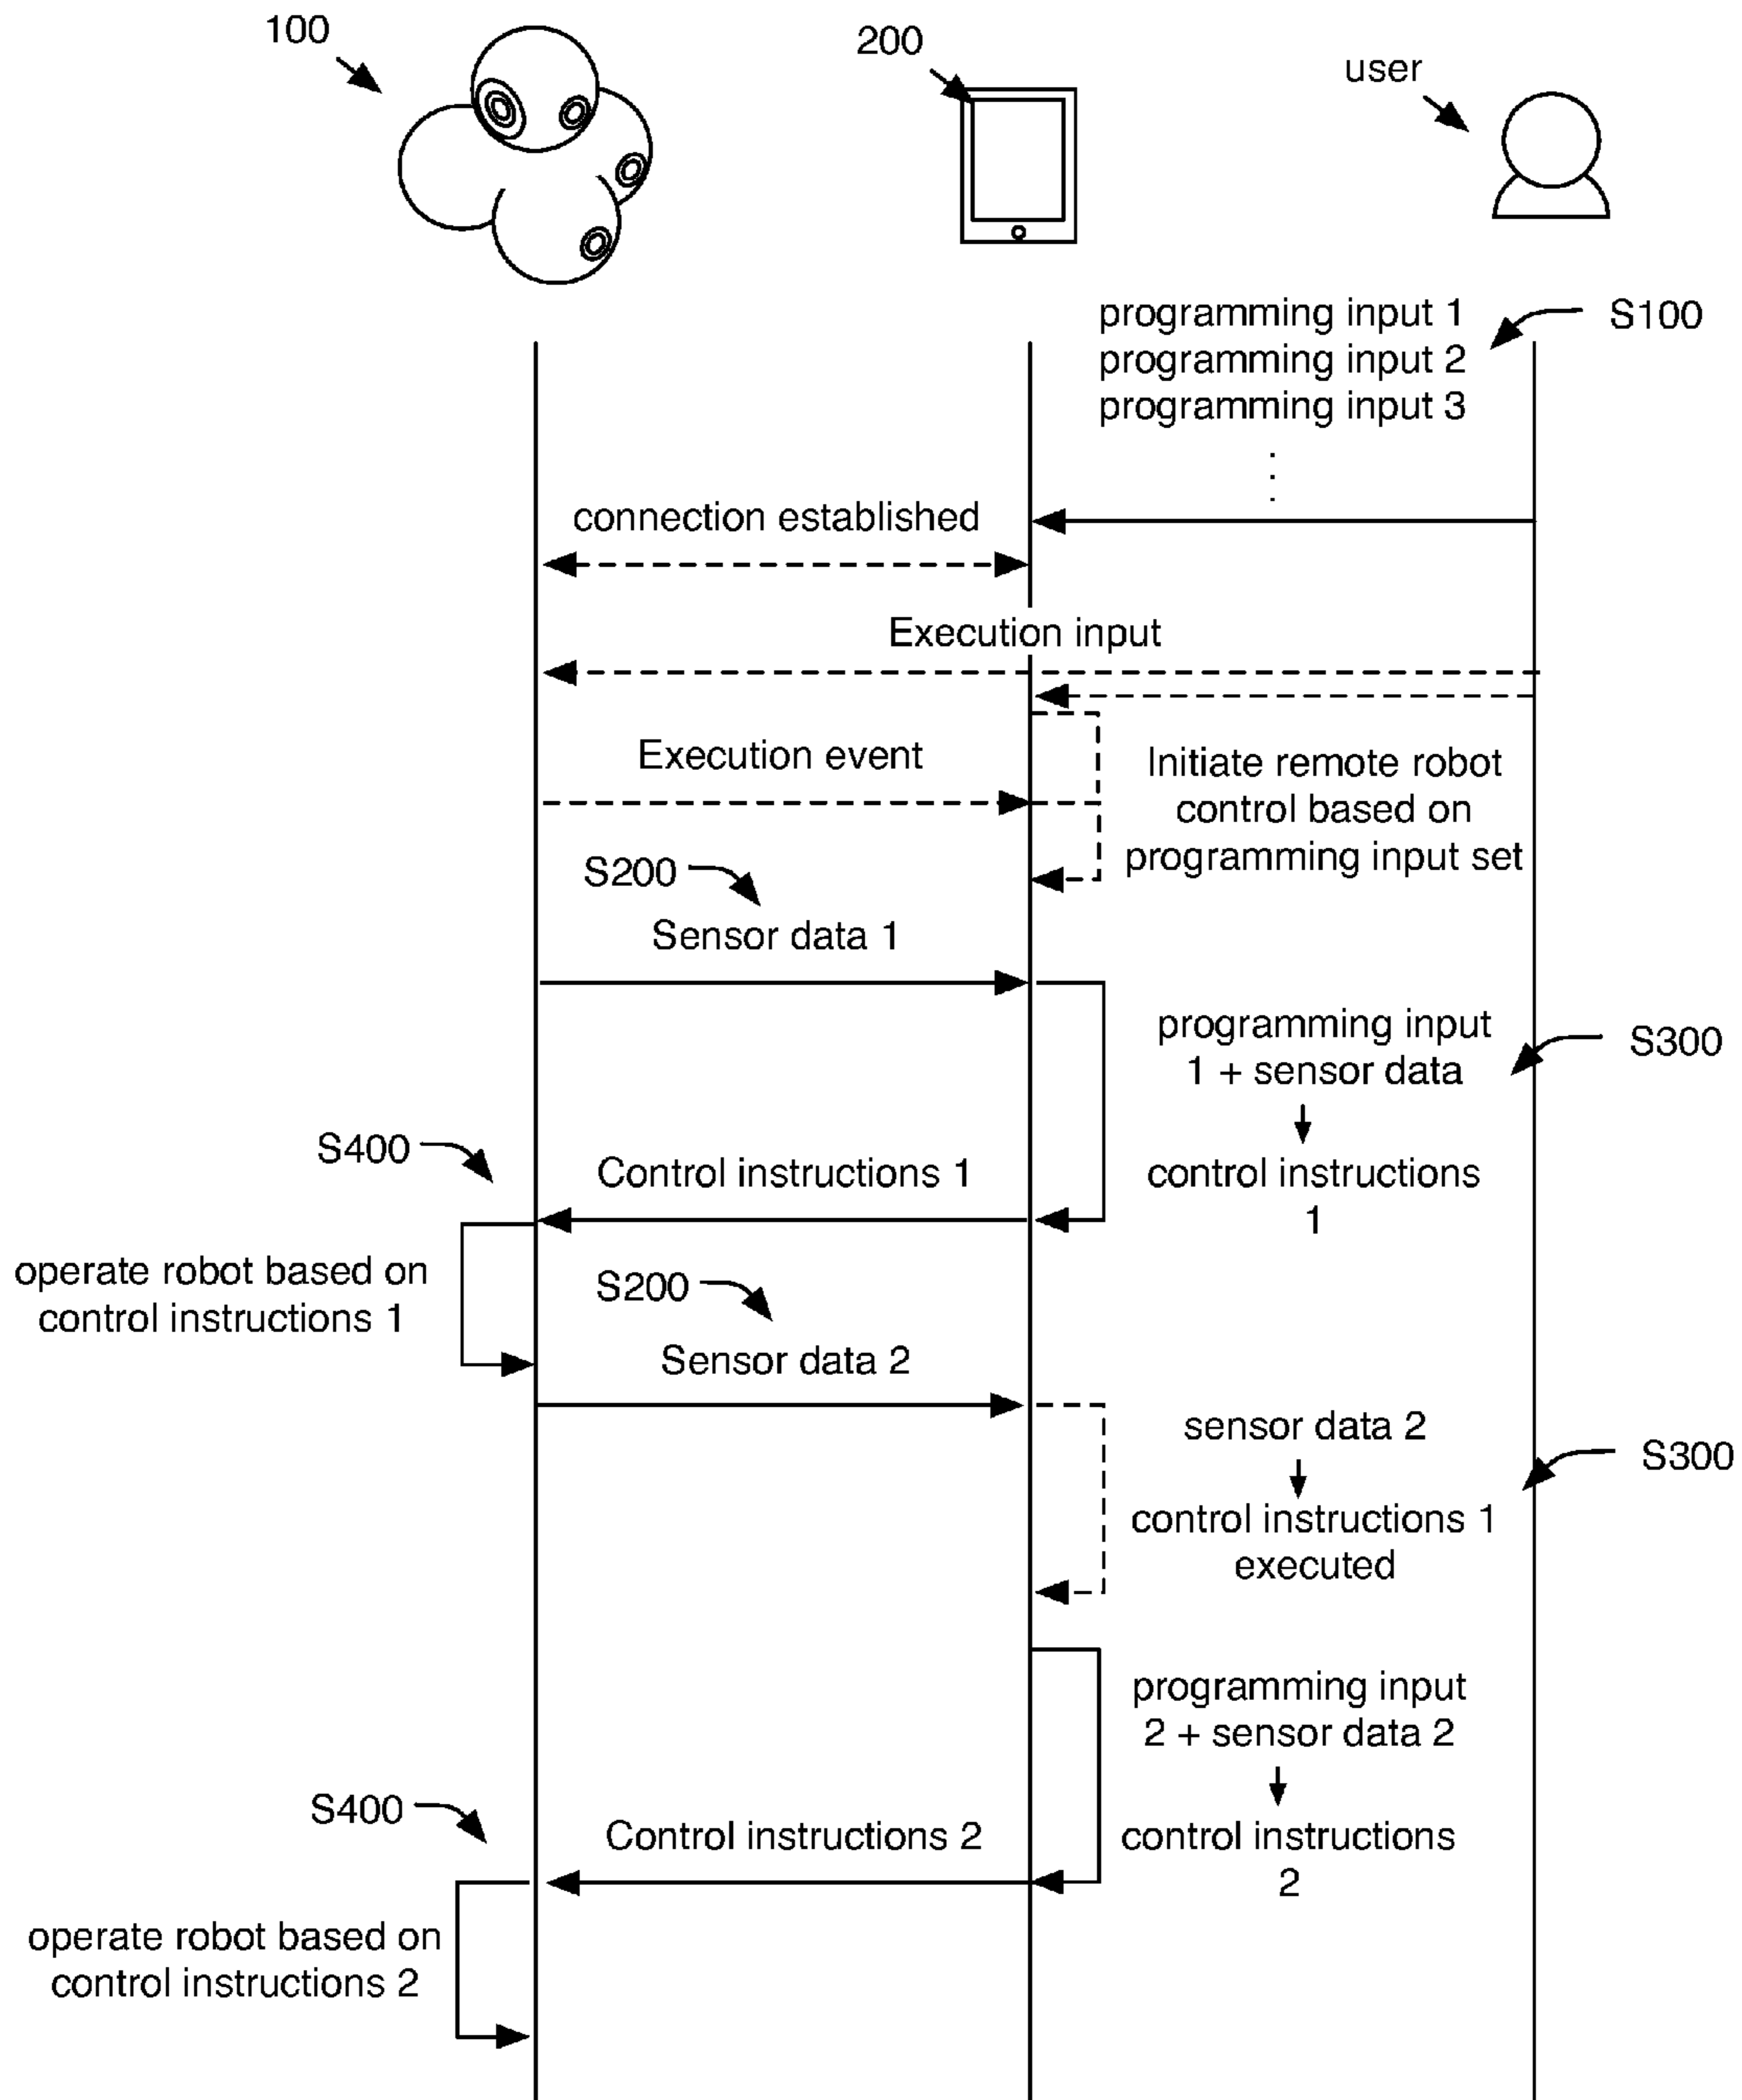 100
200
user
programming input 1
programming input 2
programming input 3
S100
connection established
Execution input
Execution event
Initiate remote robot
control based on
programming input set
S200
Sensor data 1
programming input
1 + sensor data
control instructions
1
S300
S400
Control instructions 1
operate robot based on
control instructions 1
S200
Sensor data 2
sensor data 2
control instructions 1
executed
S300
programming input
2 + sensor data 2
control instructions
2
S400
Control instructions 2
operate robot based on
control instructions 2